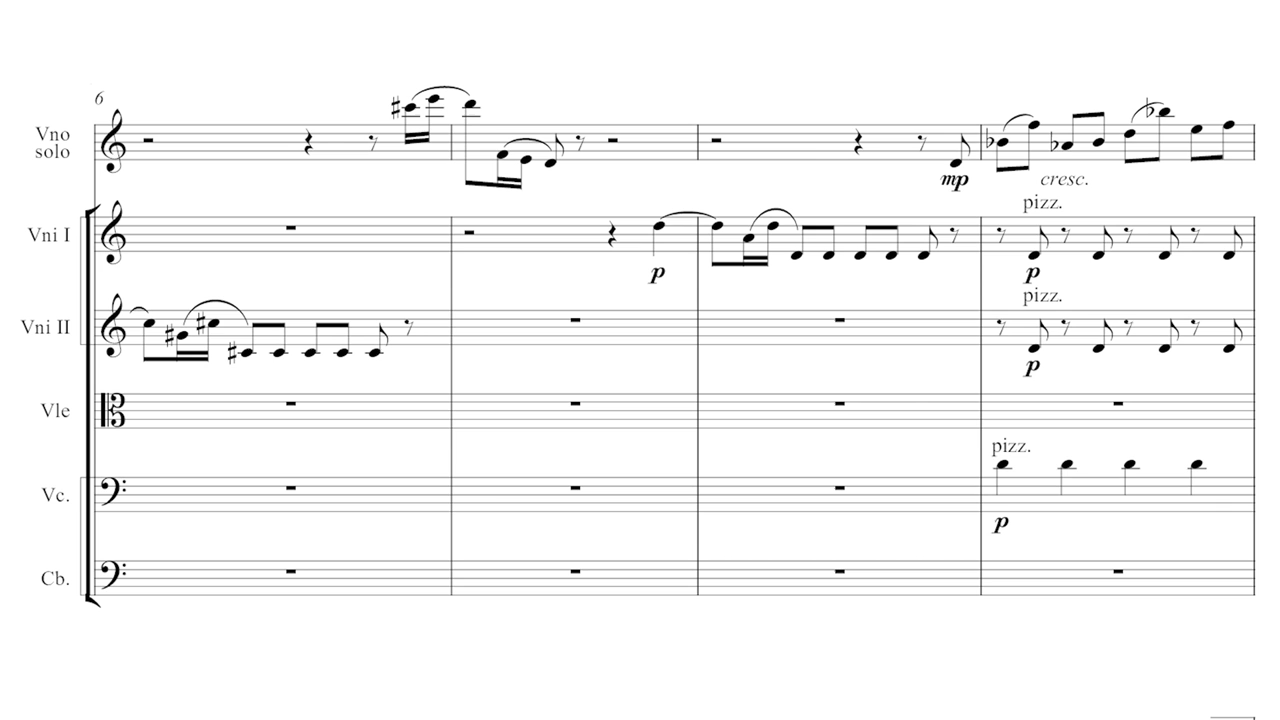 6
Vno
solo
mp
cresc.
pizz.
Vni I
p
p
pizz.
Vni II
p
Vle
pizz.
Vc.
p
Cb.